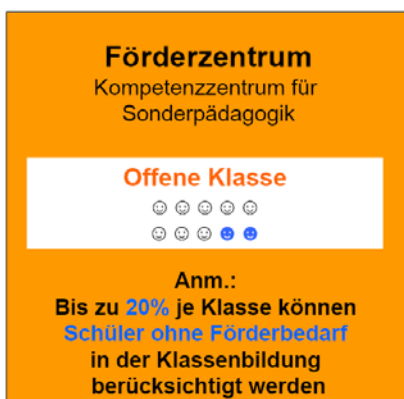 Förderzentrum
Kompetenzzentrum für
Sonderpädagogik
Offene Klasse
Anm.:
Bis zu 20% je Klasse können
Schüler ohne Förderbedarf
in der Klassenbildung
berücksichtigt werden